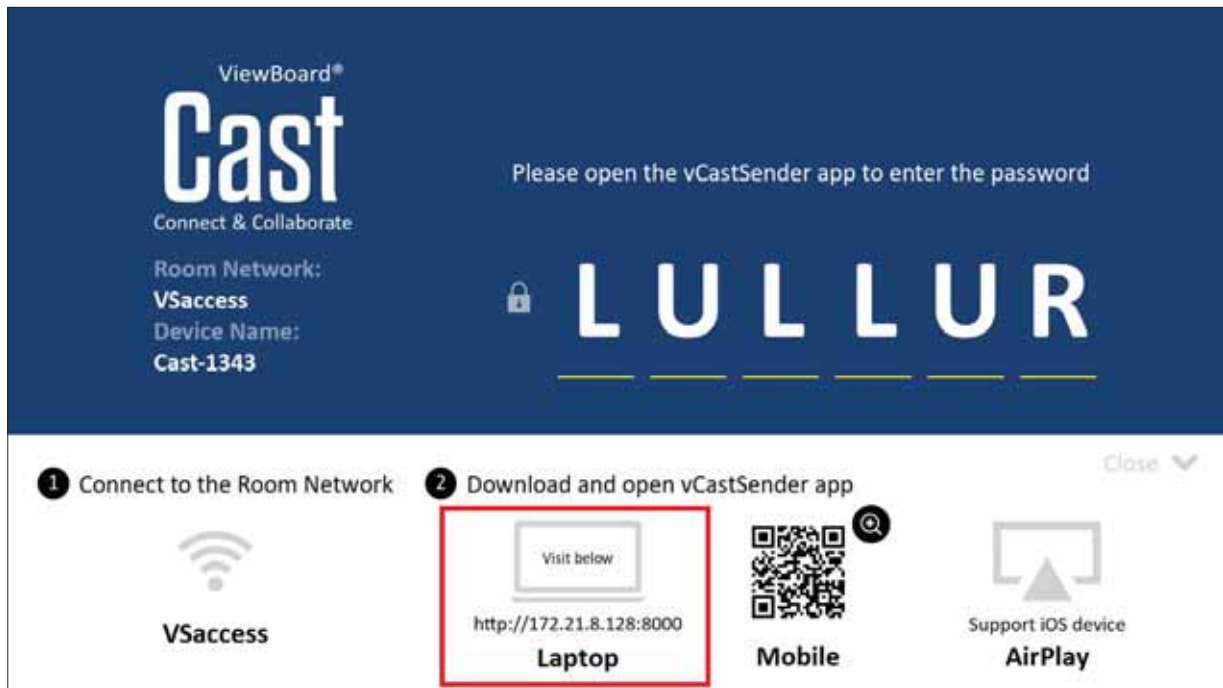 ViewBoard®
Cast
Connect & Collaborate
Room Network:
VSaccess
Device Name:
Cast-1343
Please open the vCastSender app to enter the password
LULLUR
Close
1 Connect to the Room Network
VSaccess
2 Download and open vCastSender app
Visit below
http://172.21.8.128:8000
Laptop
Mobile
Support iOS device
AirPlay